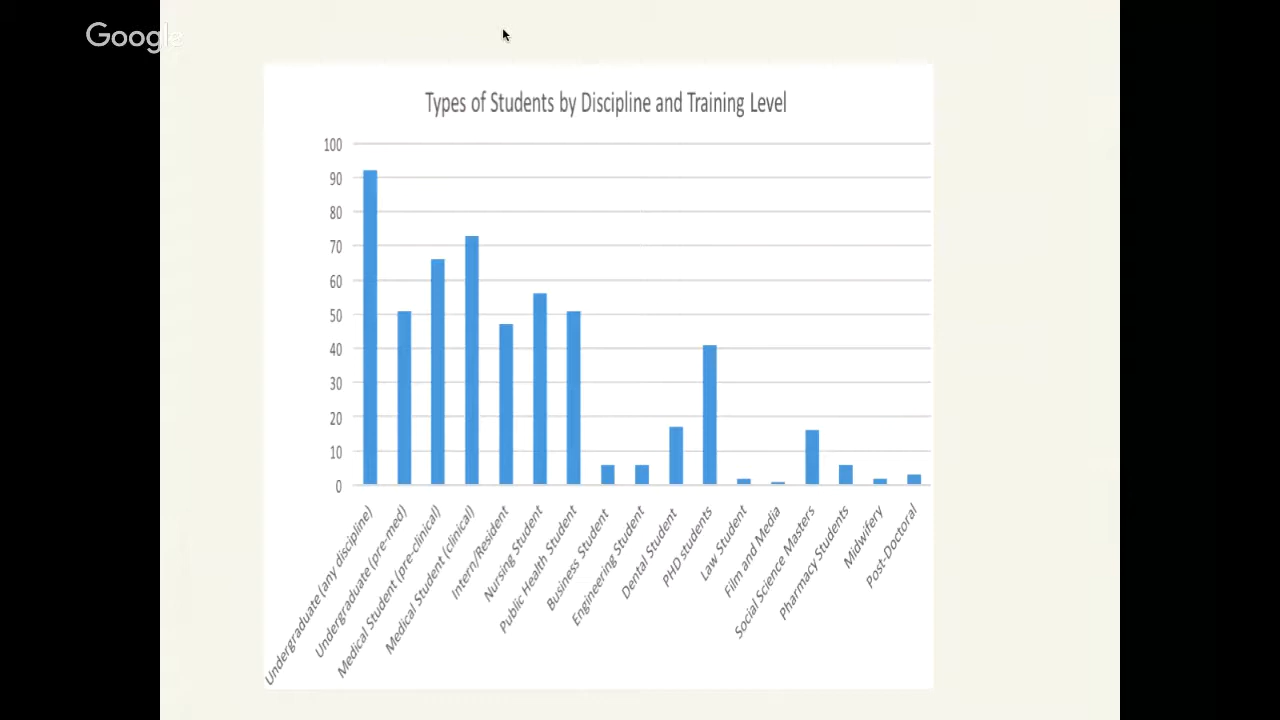 Google
Types of Students by Discipline and Training Level
100
90
80
70
60
50
40
30
20
10
0
Undergraduate (any discipline)
Undergraduate (pre-med)
Medical Student (pre-clinical)
Medical Student (clinical)
Intern/Resident
Nursing Student
Public Health Student
Business Student
Engineering Student
Dental Student
PHD students
Law Student
Film and Media
Social Science Masters
Pharmacy Students
Midwifery
Post-Doctoral